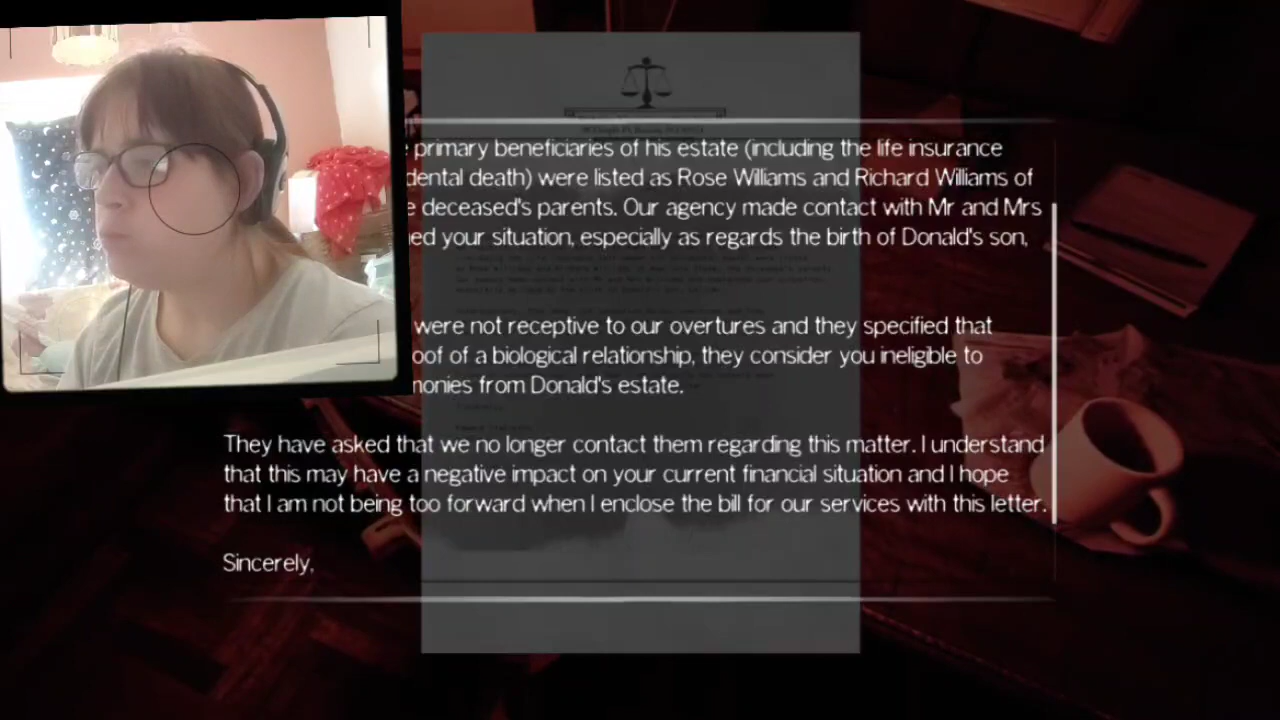 primary beneficiaries of his estate (including the life insurance
dental death) were listed as Rose Williams and Richard Williams of
e deceased's parents. Our agency made contact with Mr and Mrs
ed your situation, especially as regards the birth of Donald's son,
were not receptive to our overtures and they specified that
oof of a biological relationship, they consider you ineligible to
monies from Donald's estate.
They have asked that we no longer contact them regarding this matter. I understand
that this may have a negative impact on your current financial situation and I hope
that I am not being too forward when I enclose the bill for our services with this letter.
Sincerely,